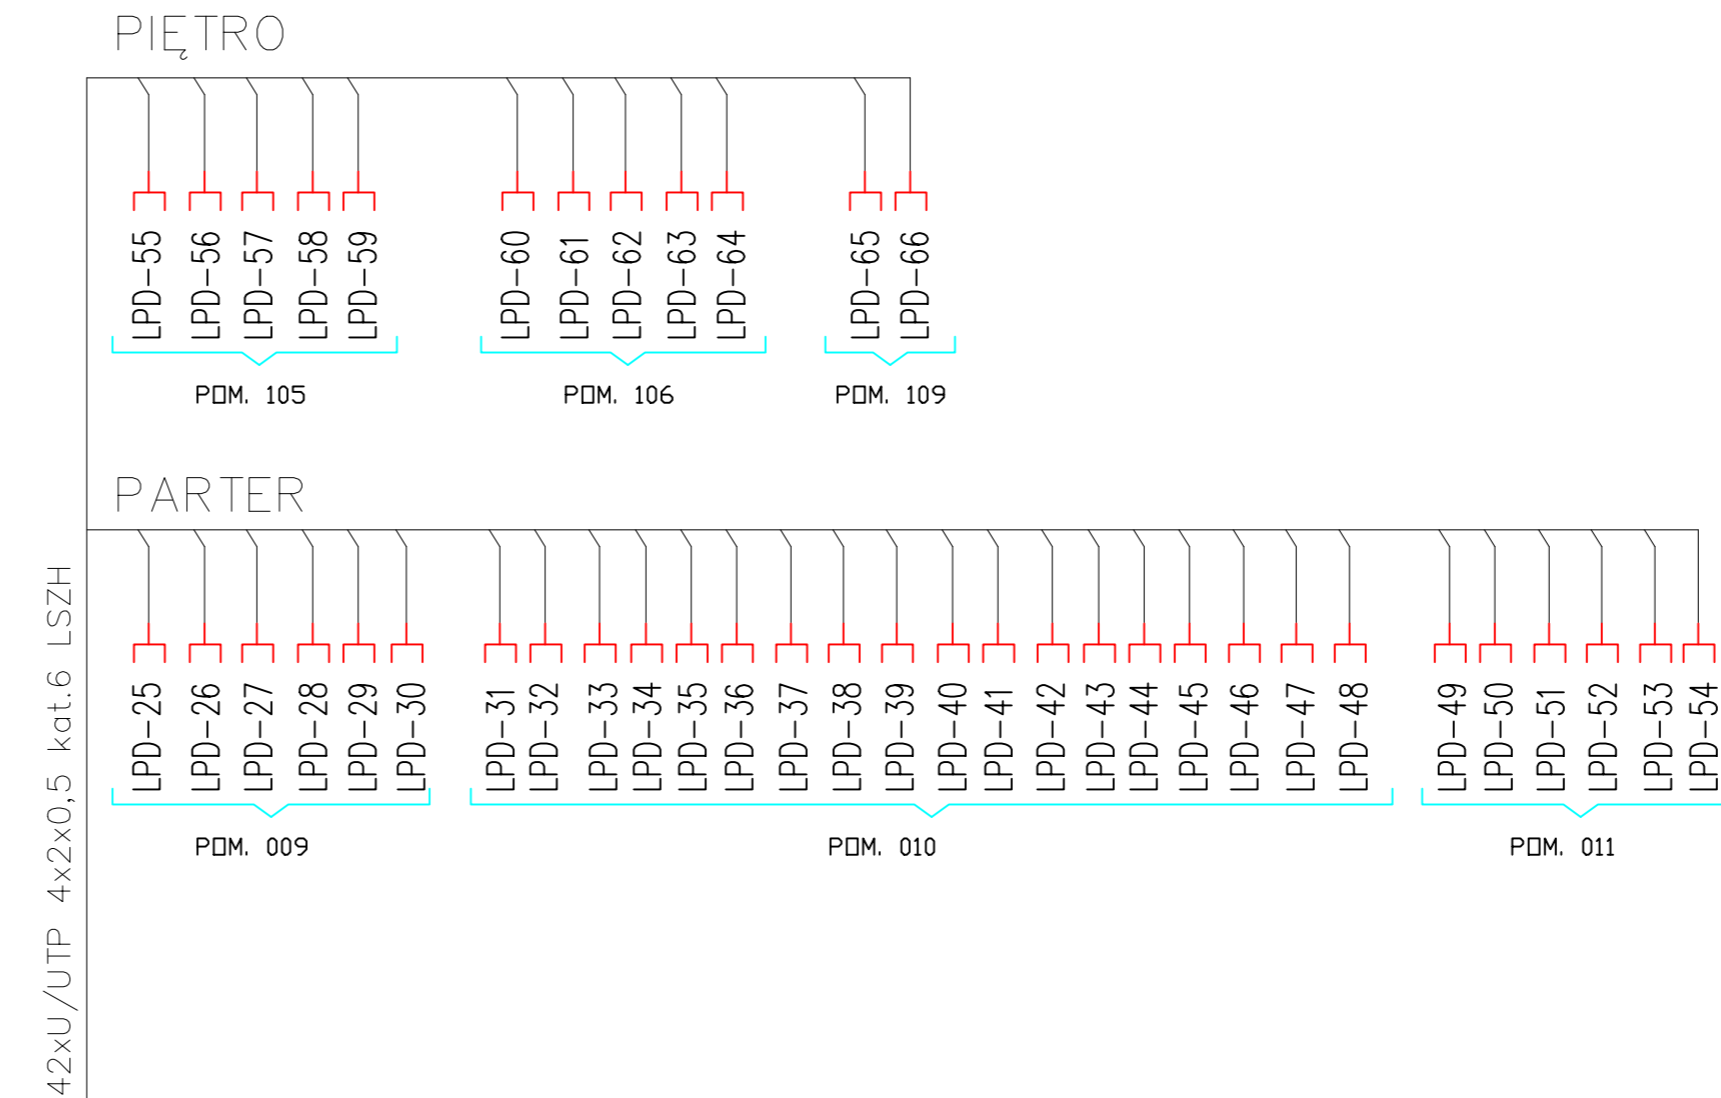 PIĘTRO
LPD-55
LPD-56
LPD-57
LPD-58
LPD-59
LPD-60
LPD-61
LPD-62
LPD-63
LPD-64
LPD-65
LPD-66
POM. 105
POM. 106
POM. 109
PARTER
LPD-25
LPD-26
LPD-27
LPD-28
LPD-29
LPD-30
LPD-31
LPD-32
LPD-33
LPD-34
LPD-35
LPD-36
LPD-37
LPD-38
LPD-39
LPD-40
LPD-41
LPD-42
LPD-43
LPD-44
LPD-45
LPD-46
LPD-47
LPD-48
LPD-49
LPD-50
LPD-51
LPD-52
LPD-53
LPD-54
POM. 009
POM. 010
POM. 011
42xU/UTP 4x2x0,5 kat.6 LSZH